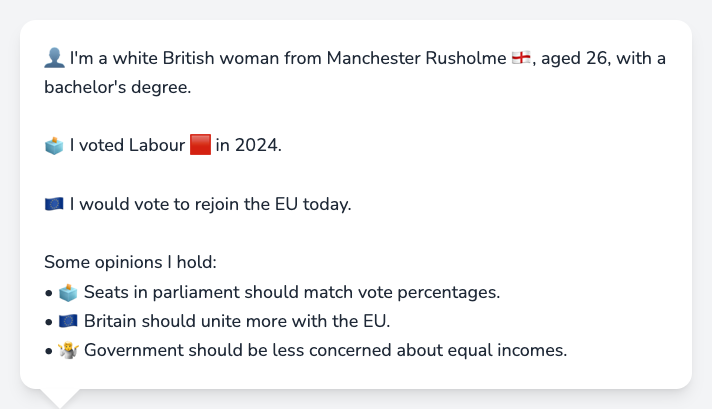 👤 I'm a white British woman from Manchester Rusholme 🏴󠁧󠁢󠁥󠁮󠁧󠁿, aged 26, with a
bachelor's degree.
🗳️ I voted Labour 🟥 in 2024.
🇪🇺 I would vote to rejoin the EU today.
Some opinions I hold:
• 🗳️ Seats in parliament should match vote percentages.
• 🇪🇺 Britain should unite more with the EU.
• 🤷 Government should be less concerned about equal incomes.